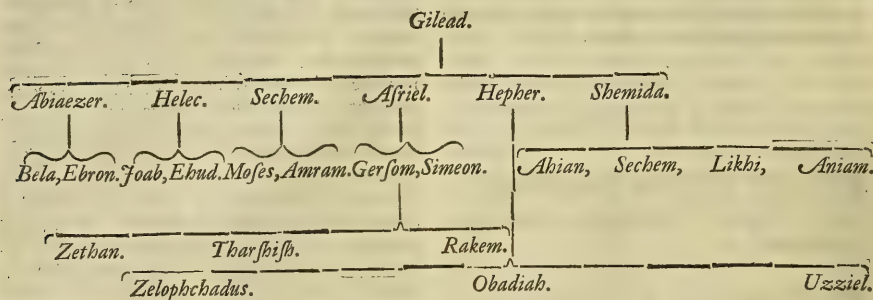 Gilead.
Abiaezer. Helec. Sechem. Aſriel. Hepher. Shemida.
Bela, Ebron. Joab, Ehud. Moſes, Amram. Gerſom, Simeon. Ahian, Sechem, Likhi, Aniam.
Zethan. Tharſhiſh. Rakem.
Zelophchadus. Obadiah. Uzziel.